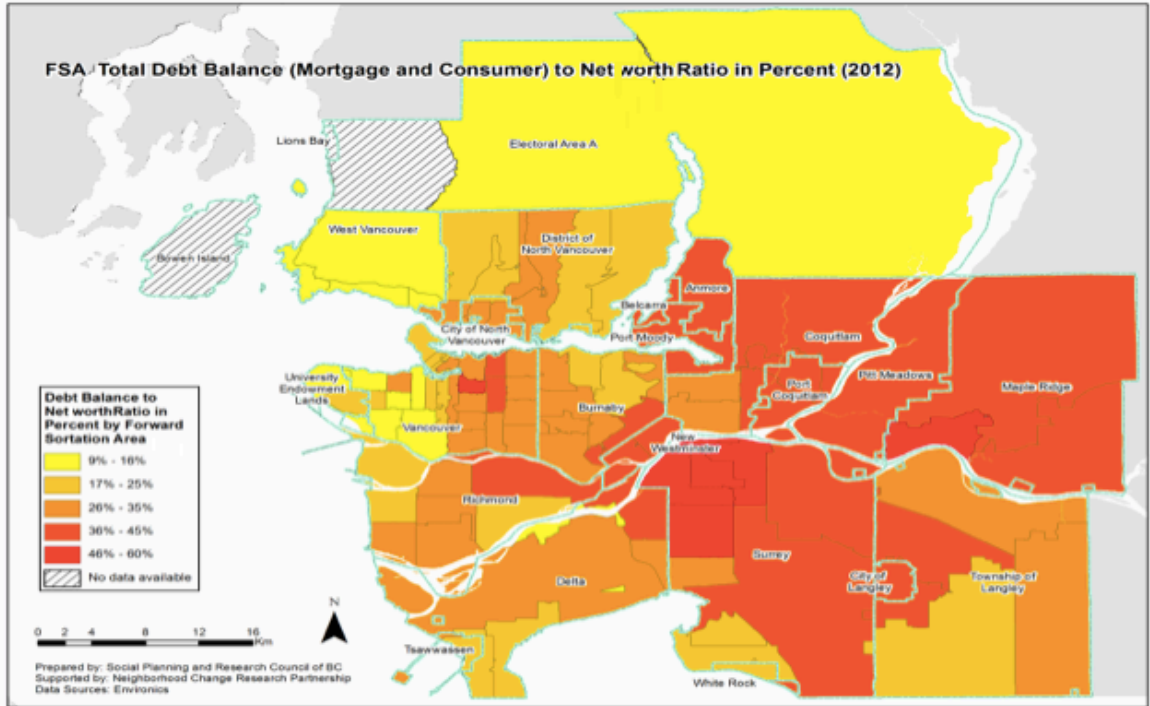 FSA Total Debt Balance (Mortgage and Consumer) to Net worth Ratio in Percent (2012)
Lions Bay
Electoral Area A
West Vancouver
District of
North Vancouver
Bowen Island
Anmore
Belcarra
City of North
Vancouver
Port Moody
Coquitlam
University
Endowment
Lands
Pitt Meadows
Port
Coquitlam
Maple Ridge
Burnaby
Vancouver
New
Westminster
Richmond
Surrey
Delta
City of
Langley
Township of
Langley
Tsawwassen
White Rock
Debt Balance to
Net worthRatio in
Percent by Forward
Sortation Area
9% - 16%
17% - 25%
26% - 35%
36% - 45%
46% - 60%
No data available
N
0 2 4 8 12 16
Km
Prepared by: Social Planning and Research Council of BC
Supported by: Neighborhood Change Research Partnership
Data Sources: Environics